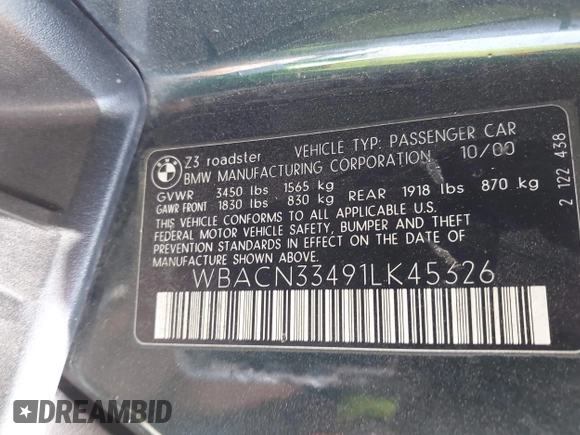 BMW
Z3 roadster VEHICLE TYP: PASSENGER CAR
BMW MANUFACTURING CORPORATION 10/00
GVWR 3450 lbs 1565 kg
GAWR FRONT 1830 lbs 830 kg REAR 1918 lbs 870 kg
THIS VEHICLE CONFORMS TO ALL APPLICABLE U.S.
FEDERAL MOTOR VEHICLE SAFETY, BUMPER AND THEFT
PREVENTION STANDARDS IN EFFECT ON THE DATE OF
MANUFACTURE SHOWN ABOVE.
WBACN33491LK45326
2 122 438
DREAMBID